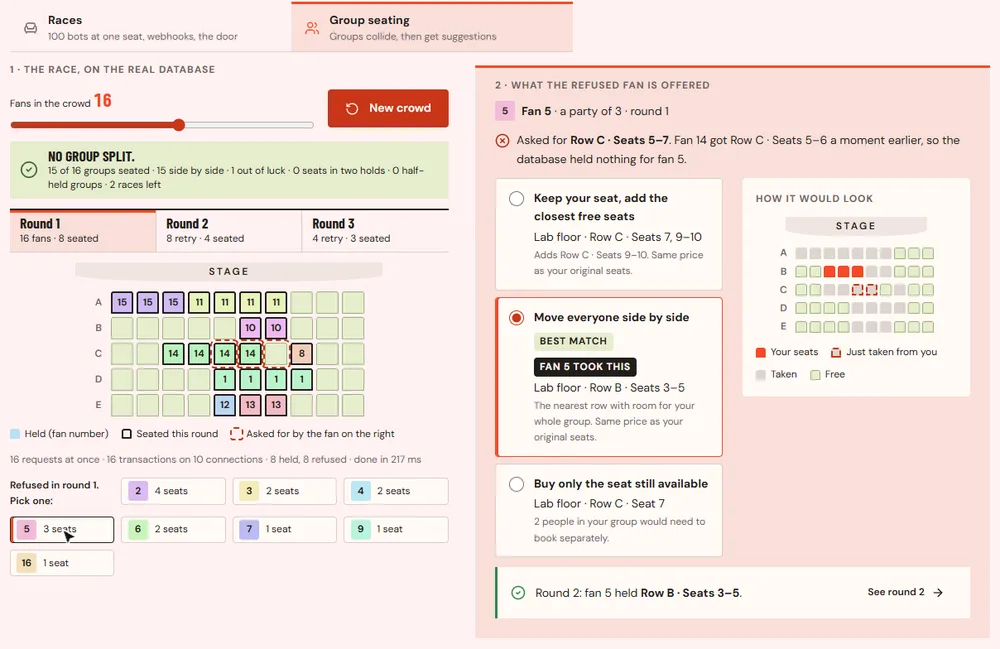 Races
100 bots at one seat, webhooks, the door
Group seating
Groups collide, then get suggestions
1 · THE RACE, ON THE REAL DATABASE
Fans in the crowd 16
New crowd
NO GROUP SPLIT.
15 of 16 groups seated · 15 side by side · 1 out of luck · 0 seats in two holds · 0 half-
held groups · 2 races left
Round 1
16 fans · 8 seated
Round 2
8 retry · 4 seated
Round 3
4 retry · 3 seated
STAGE
A 15 15 15 11 11 11 11
B 10 10
C 14 14 14 14 8
D 1 1 1 1
E 12 13 13
Held (fan number)
Seated this round
Asked for by the fan on the right
16 requests at once · 16 transactions on 10 connections · 8 held, 8 refused · done in 217 ms
Refused in round 1.
Pick one:
2 4 seats
3 2 seats
4 2 seats
5 3 seats
6 2 seats
7 1 seat
9 1 seat
16 1 seat
2 · WHAT THE REFUSED FAN IS OFFERED
5 Fan 5 · a party of 3 · round 1
Asked for Row C · Seats 5–7. Fan 14 got Row C · Seats 5–6 a moment earlier, so the
database held nothing for fan 5.
Keep your seat, add the
closest free seats
Lab floor · Row C · Seats 7, 9–10
Adds Row C · Seats 9–10. Same price
as your original seats.
Move everyone side by side
BEST MATCH
FAN 5 TOOK THIS
Lab floor · Row B · Seats 3–5
The nearest row with room for your
whole group. Same price as your
original seats.
Buy only the seat still available
Lab floor · Row C · Seat 7
2 people in your group would need to
book separately.
HOW IT WOULD LOOK
STAGE
A
B
C
D
E
Your seats
Just taken from you
Taken
Free
Round 2: fan 5 held Row B · Seats 3–5.
See round 2